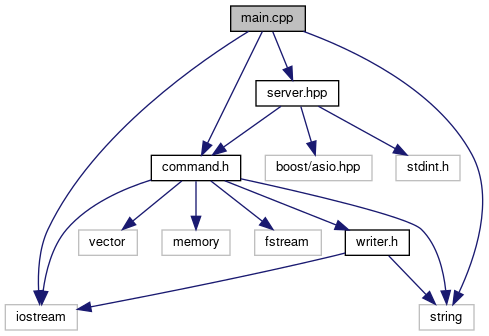 main.cpp
server.hpp
command.h
boost/asio.hpp
stdint.h
vector
memory
fstream
writer.h
iostream
string